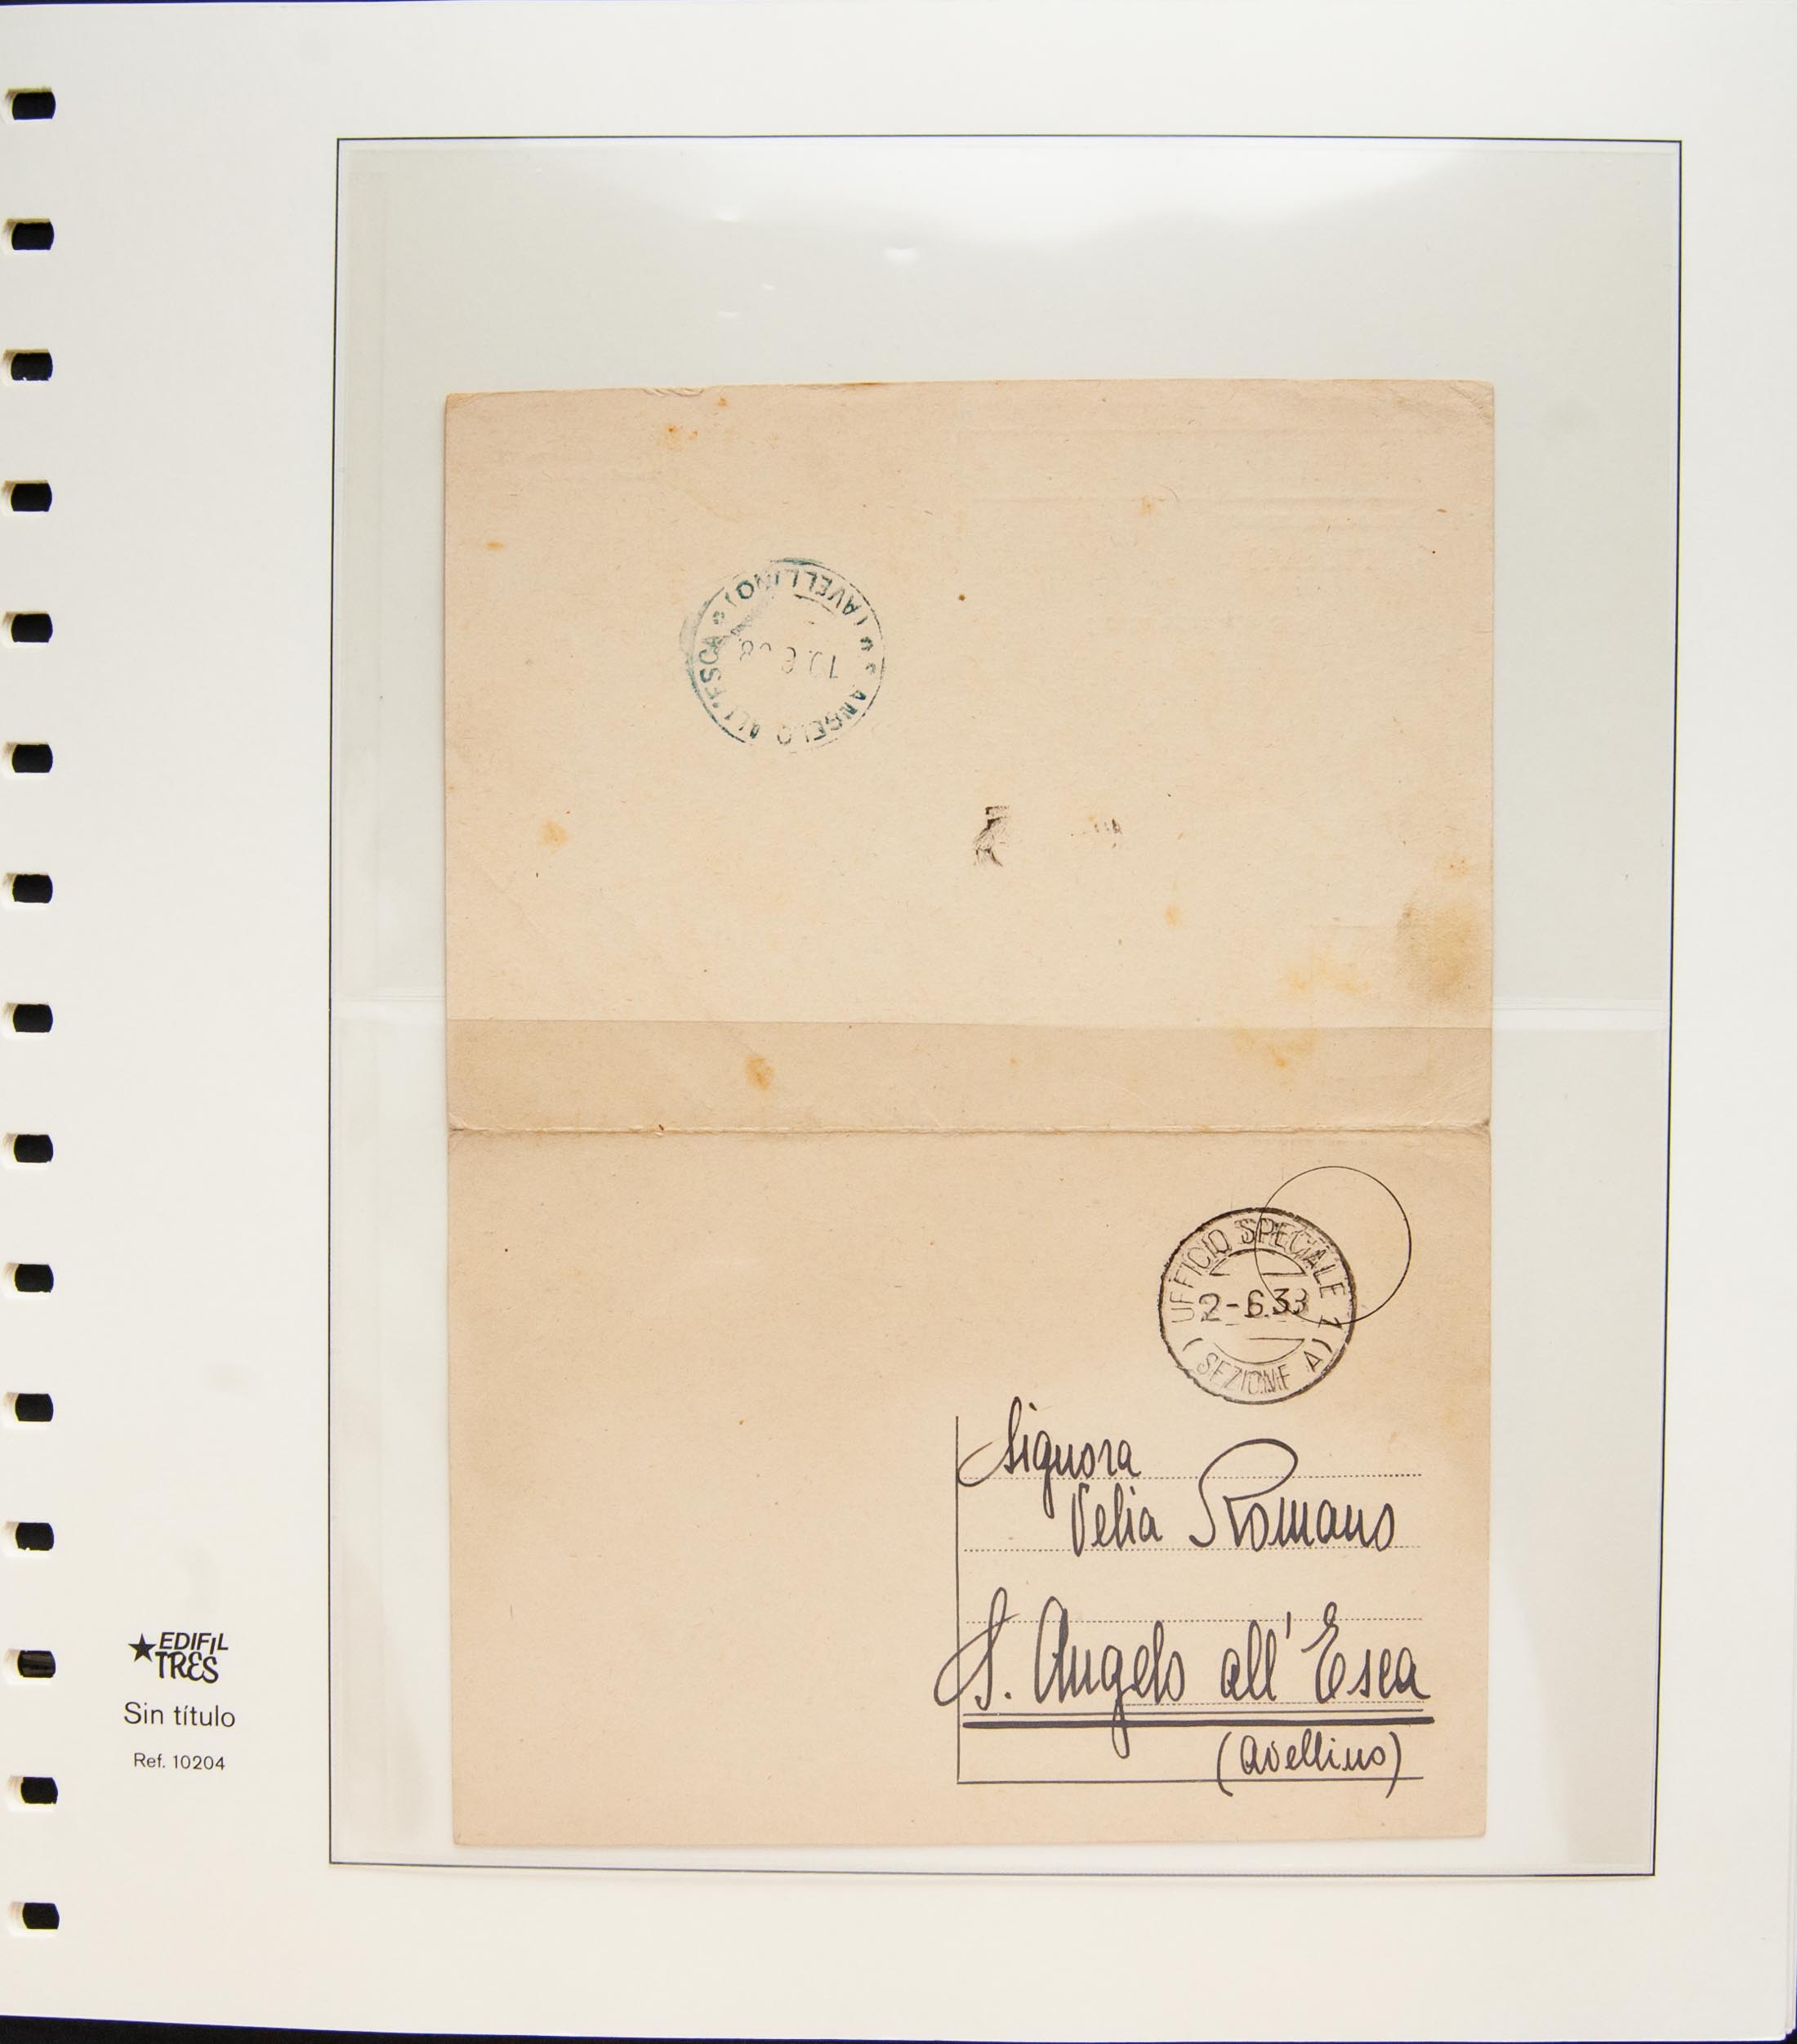 (AVELLINO)
S. ANGELO ALL'ESCA
UFFICIO SPECIALE 1
2-6.38
(SEZIONE A)
Signora
Velia Romano
S. Angelo all'Esca
(Avellino)
EDIFIL
TRES
Sin título
Ref. 10204